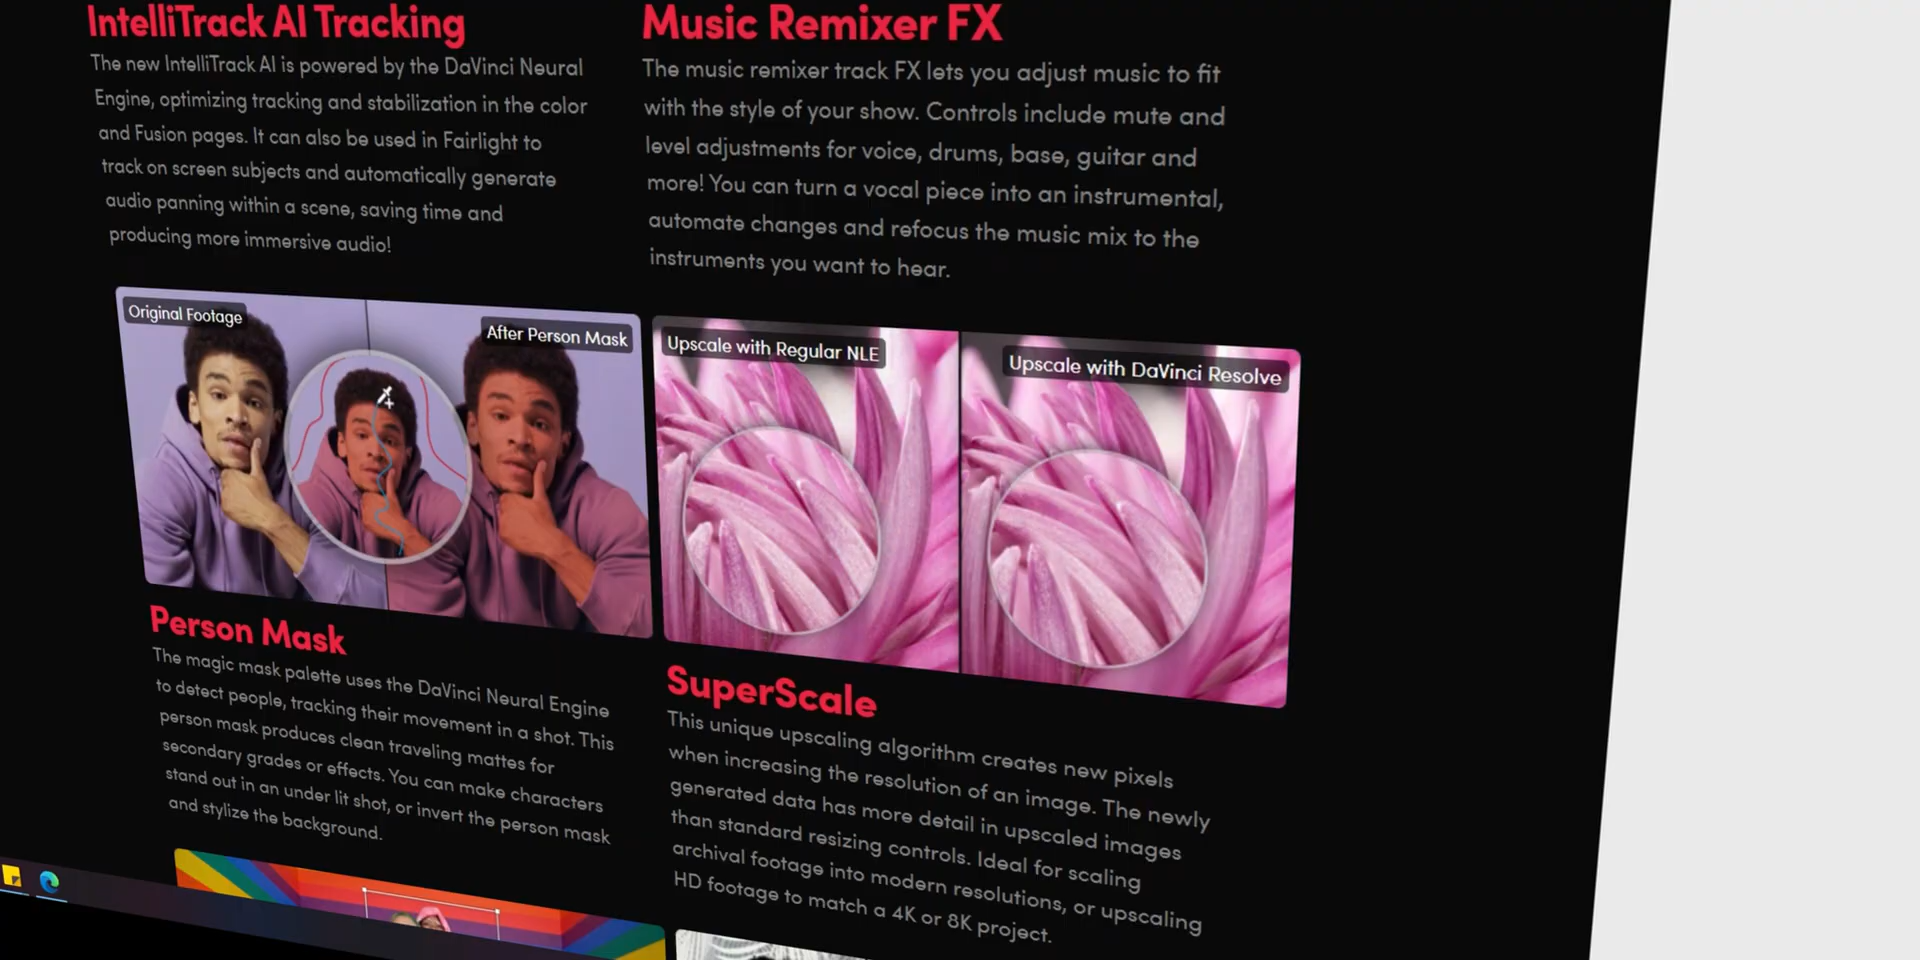 IntelliTrack AI Tracking
The new IntelliTrack AI is powered by the DaVinci Neural
Engine, optimizing tracking and stabilization in the color
and Fusion pages. It can also be used in Fairlight to
track on screen subjects and automatically generate
audio panning within a scene, saving time and
producing more immersive audio!
Music Remixer FX
The music remixer track FX lets you adjust music to fit
with the style of your show. Controls include mute and
level adjustments for voice, drums, base, guitar and
more! You can turn a vocal piece into an instrumental,
automate changes and refocus the music mix to the
instruments you want to hear.
Original Footage
After Person Mask
Upscale with Regular NLE
Upscale with DaVinci Resolve
Person Mask
The magic mask palette uses the DaVinci Neural Engine
to detect people, tracking their movement in a shot. This
person mask produces clean traveling mattes for
secondary grades or effects. You can make characters
stand out in an under lit shot, or invert the person mask
and stylize the background.
SuperScale
This unique upscaling algorithm creates new pixels
when increasing the resolution of an image. The newly
generated data has more detail in upscaled images
than standard resizing controls. Ideal for scaling
archival footage into modern resolutions, or upscaling
HD footage to match a 4K or 8K project.